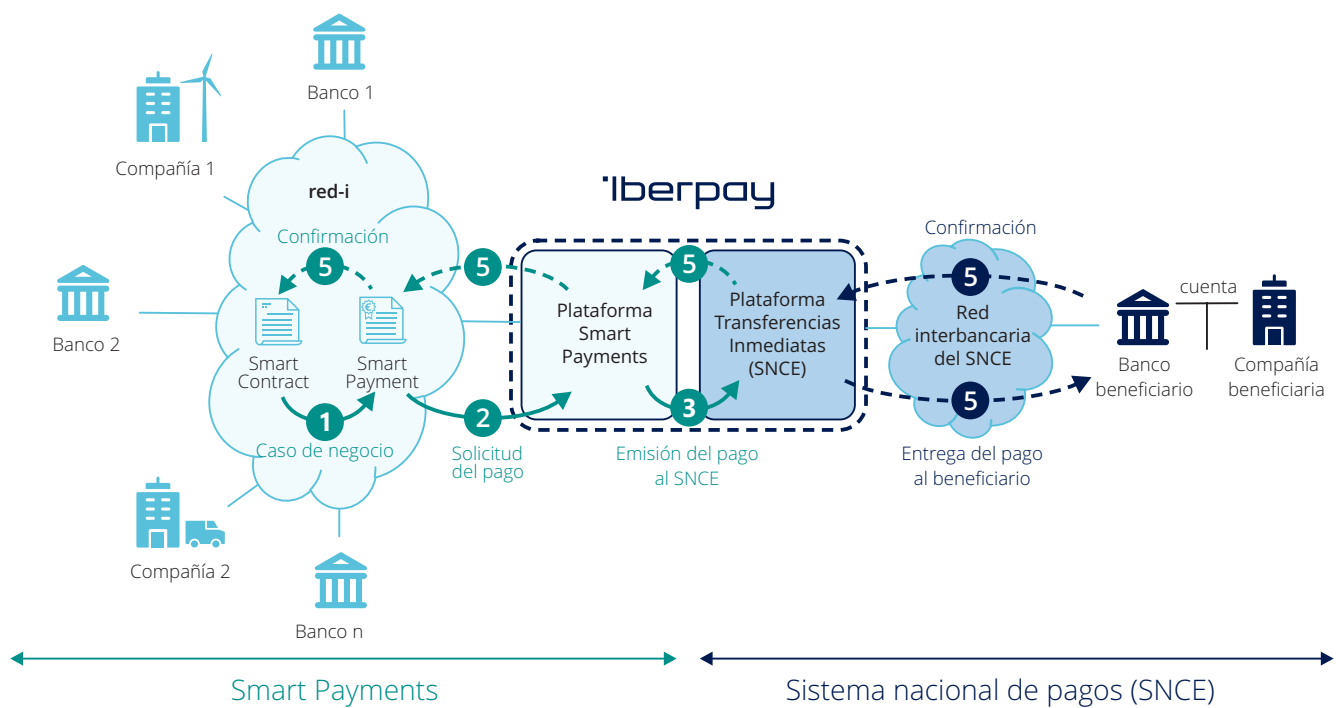 Banco 1
Compañía 1
red-i
Iberpay
Confirmación
Confirmación
5
5
5
5
Plataforma
Smart
Payments
Plataforma
Transferencias
Inmediatas
(SNCE)
Red
interbancaria
del SNCE
cuenta
Banco 2
Smart
Contract
Smart
Payment
Banco
beneficiario
Compañía
beneficiaria
1
2
3
5
Caso de negocio
Solicitud
del pago
Emisión del pago
al SNCE
Entrega del pago
al beneficiario
Compañía 2
Banco n
Smart Payments
Sistema nacional de pagos (SNCE)